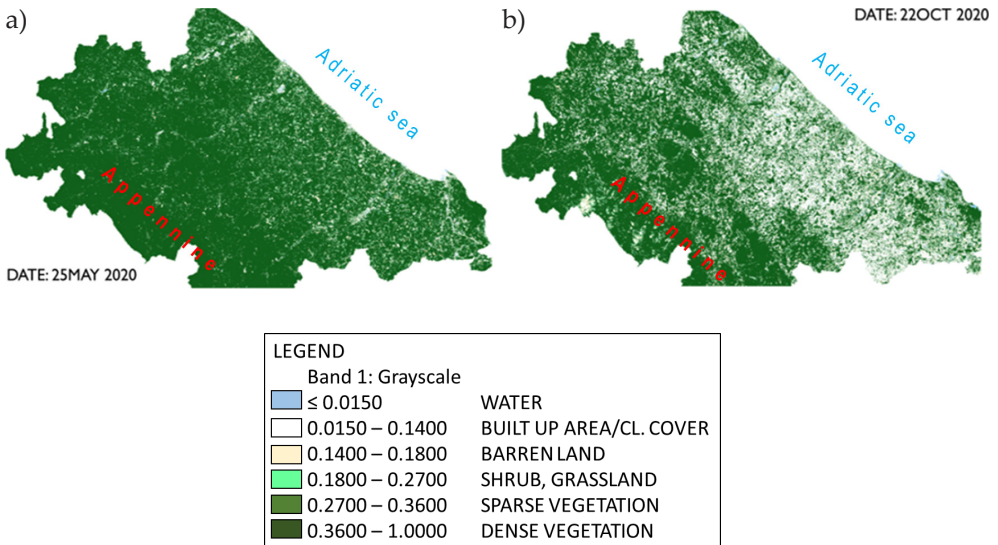 a)
Adriatic sea
Appennine
DATE: 25MAY 2020
b)
DATE: 22OCT 2020
Adriatic sea
Appennine
LEGEND
Band 1: Grayscale
≤ 0.0150 WATER
0.0150 – 0.1400 BUILT UP AREA/CL. COVER
0.1400 – 0.1800 BARREN LAND
0.1800 – 0.2700 SHRUB, GRASSLAND
0.2700 – 0.3600 SPARSE VEGETATION
0.3600 – 1.0000 DENSE VEGETATION